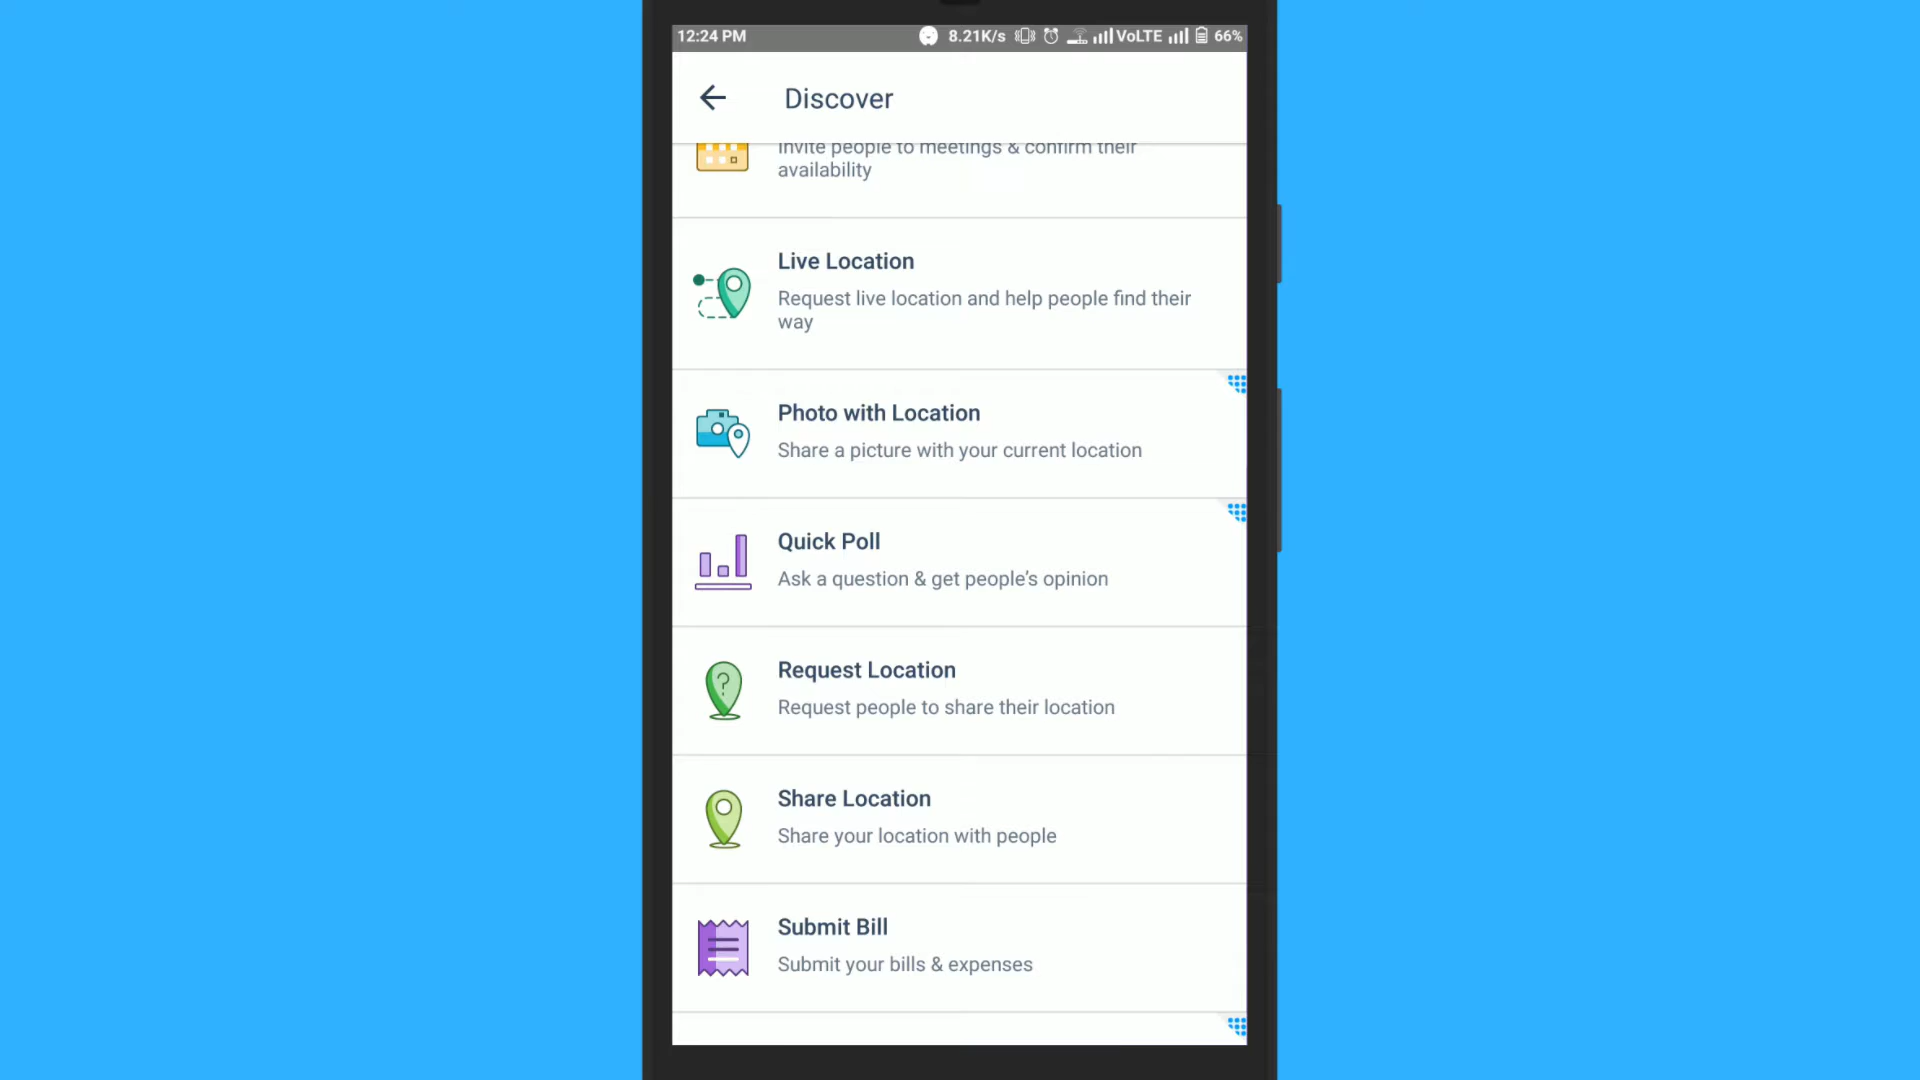 12:24 PM 8.21K/s VoLTE 66%
Discover
Invite people to meetings & confirm their
availability
Live Location
Request live location and help people find their
way
Photo with Location
Share a picture with your current location
Quick Poll
Ask a question & get people’s opinion
?
Request Location
Request people to share their location
Share Location
Share your location with people
Submit Bill
Submit your bills & expenses